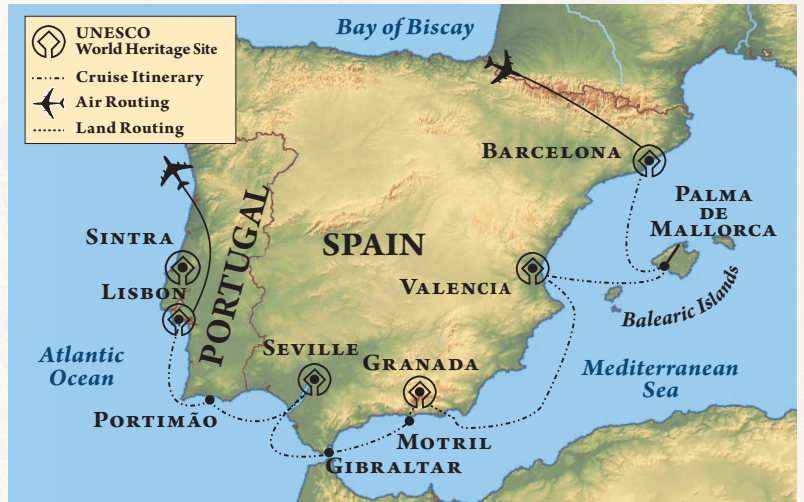 UNESCO
World Heritage Site
Cruise Itinerary
Air Routing
Land Routing
Bay of Biscay
BARCELONA
PALMA
DE
MALLORCA
SINTRA
PORTUGAL
SPAIN
LISBON
VALENCIA
Balearic Islands
Atlantic
Ocean
SEVILLE
GRANADA
Mediterranean
Sea
PORTIMÃO
MOTRIL
GIBRALTAR